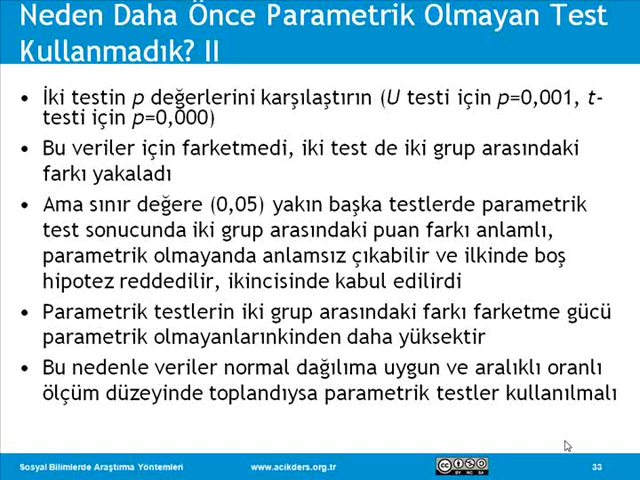 Neden Daha Önce Parametrik Olmayan Test
Kullanmadık? II
• İki testin p değerlerini karşılaştırın (U testi için p=0,001, t-
testi için p=0,000)
• Bu veriler için farketmedi, iki test de iki grup arasındaki
farkı yakaladı
• Ama sınır değere (0,05) yakın başka testlerde parametrik
test sonucunda iki grup arasındaki puan farkı anlamlı,
parametrik olmayanda anlamsız çıkabilir ve ilkinde boş
hipotez reddedilir, ikincisinde kabul edilirdi
• Parametrik testlerin iki grup arasındaki farkı farketme gücü
parametrik olmayanlarınkinden daha yüksektir
• Bu nedenle veriler normal dağılıma uygun ve aralıklı oranlı
ölçüm düzeyinde toplandıysa parametrik testler kullanılmalı
Sosyal Bilimlerde Araştırma Yöntemleri www.acikders.org.tr cc BY NC SA 33